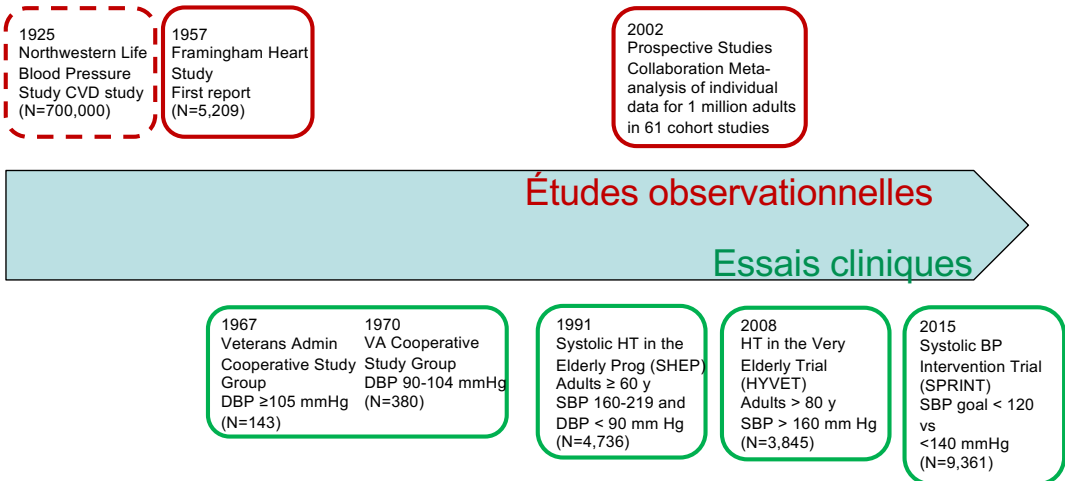 1925
Northwestern Life
Blood Pressure
Study CVD study
(N=700,000)
1957
Framingham Heart
Study
First report
(N=5,209)
2002
Prospective Studies
Collaboration Meta-
analysis of individual
data for 1 million adults
in 61 cohort studies
Études observationnelles
Essais cliniques
1967
Veterans Admin
Cooperative Study
Group
DBP ≥105 mmHg
(N=143)
1970
VA Cooperative
Study Group
DBP 90-104 mmHg
(N=380)
1991
Systolic HT in the
Elderly Prog (SHEP)
Adults ≥ 60 y
SBP 160-219 and
DBP < 90 mm Hg
(N=4,736)
2008
HT in the Very
Elderly Trial
(HYVET)
Adults > 80 y
SBP > 160 mm Hg
(N=3,845)
2015
Systolic BP
Intervention Trial
(SPRINT)
SBP goal < 120
vs
<140 mmHg
(N=9,361)